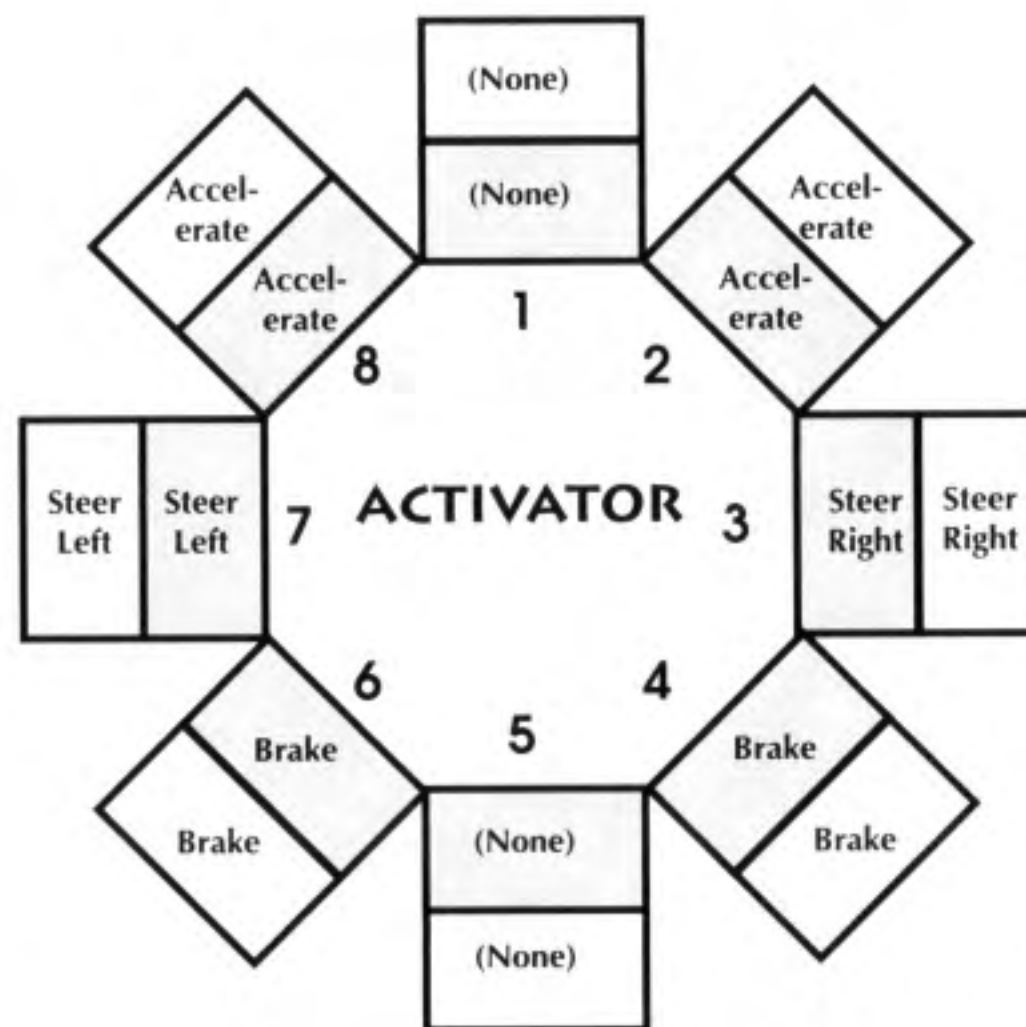 (None)
(None)
Accel-
erate
Accel-
erate
Accel-
erate
Accel-
erate
1
8
2
Steer
Left
Steer
Left
7
ACTIVATOR
3
Steer
Right
Steer
Right
6
4
5
Brake
Brake
Brake
Brake
(None)
(None)